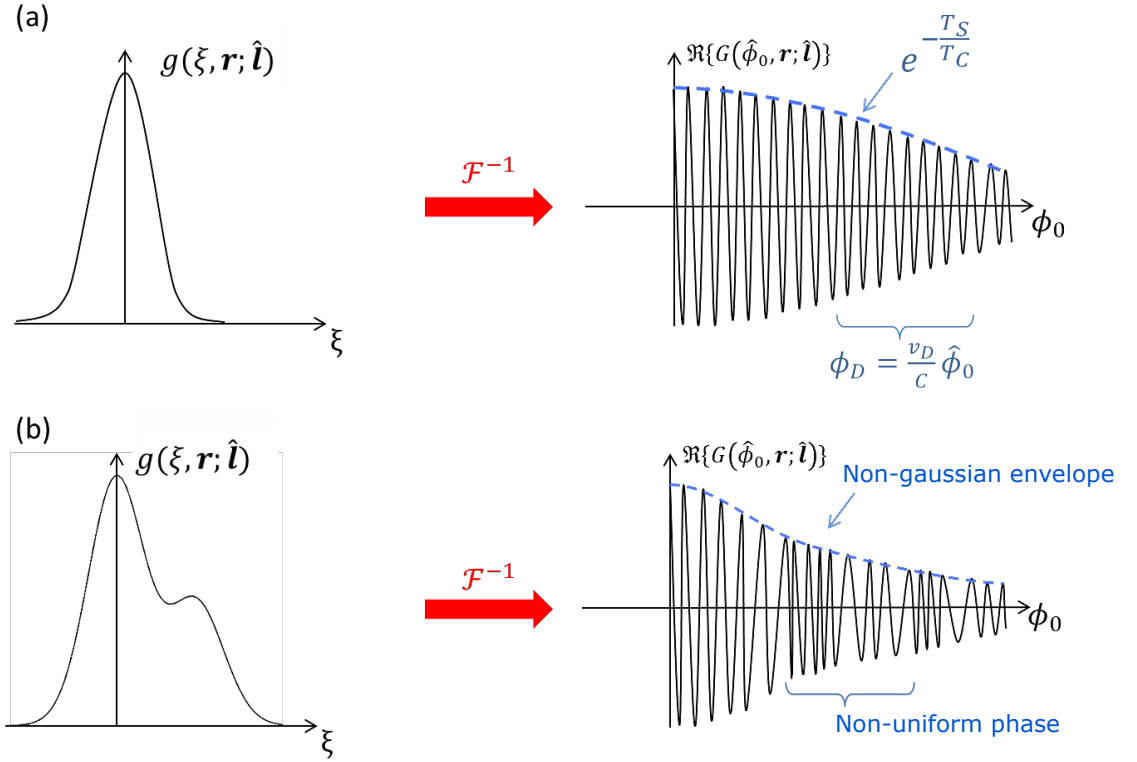 (a)
g(ξ, r; l̂)
ℜ{G(ϕ̂₀, r; l̂)}
e^{-T_S/T_C}
ℱ⁻¹
ϕ₀
ξ
ϕ_D = v_D/C ϕ̂₀
(b)
g(ξ, r; l̂)
ℜ{G(ϕ̂₀, r; l̂)}
Non-gaussian envelope
ℱ⁻¹
ϕ₀
Non-uniform phase
ξ